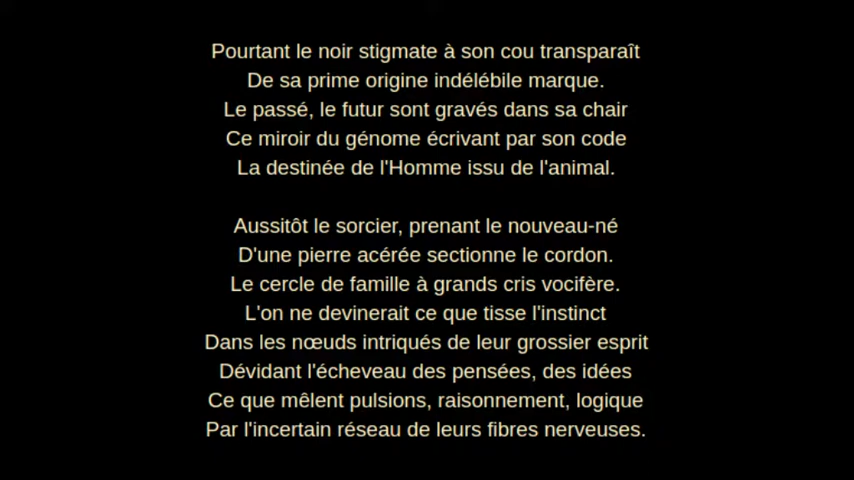 Pourtant le noir stigmate à son cou transparaît
De sa prime origine indélébile marque.
Le passé, le futur sont gravés dans sa chair
Ce miroir du génome écrivant par son code
La destinée de l'Homme issu de l'animal.
Aussitôt le sorcier, prenant le nouveau-né
D'une pierre acérée sectionne le cordon.
Le cercle de famille à grands cris vocifère.
L'on ne devinerait ce que tisse l'instinct
Dans les nœuds intriqués de leur grossier esprit
Dévidant l'écheveau des pensées, des idées
Ce que mêlent pulsions, raisonnement, logique
Par l'incertain réseau de leurs fibres nerveuses.